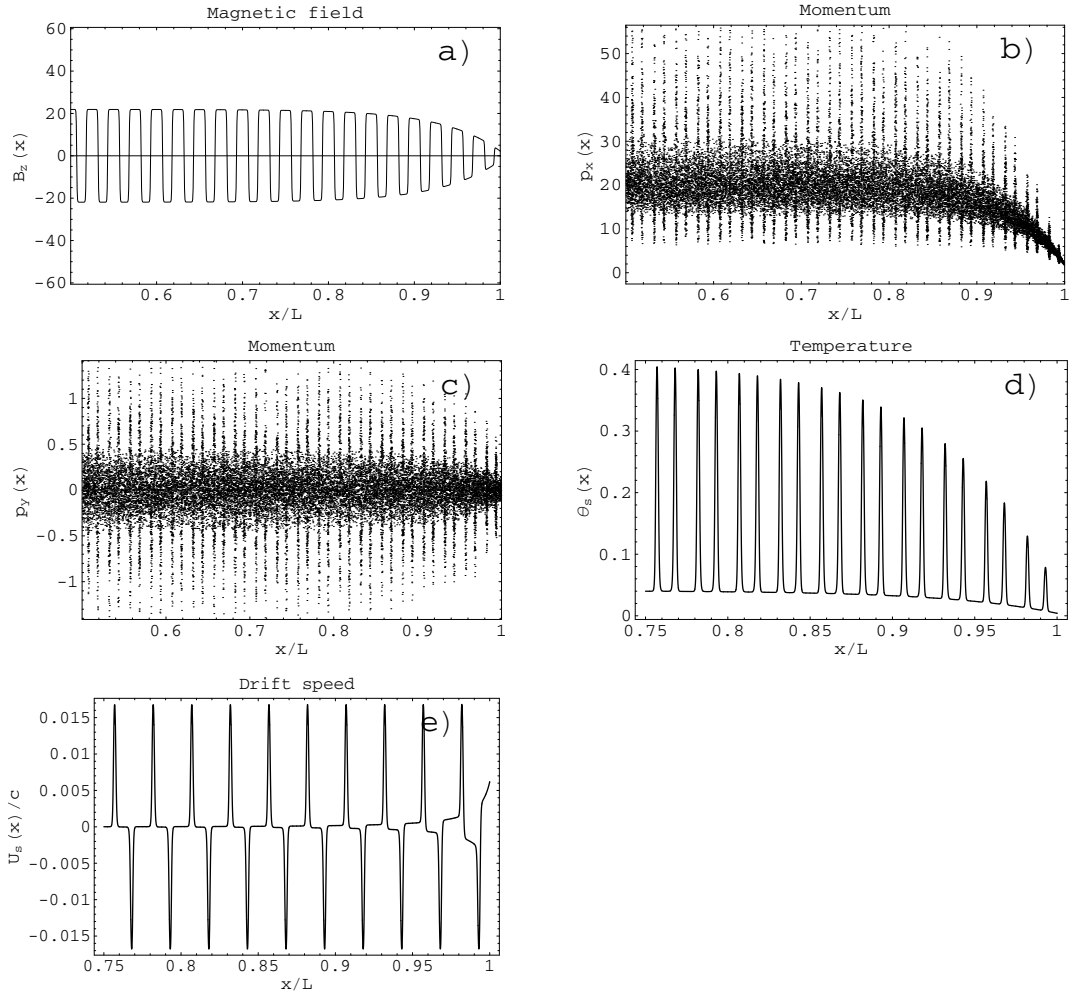 Magnetic field
a)
60
40
20
0
-20
-40
-60
B_z(x)
0.6 0.7 0.8 0.9 1
x/L
Momentum
b)
50
40
30
20
10
0
p_x(x)
0.6 0.7 0.8 0.9 1
x/L
Momentum
c)
1
0.5
0
-0.5
-1
p_y(x)
0.6 0.7 0.8 0.9 1
x/L
Temperature
d)
0.4
0.3
0.2
0.1
0
θ_s(x)
0.75 0.8 0.85 0.9 0.95 1
x/L
Drift speed
e)
0.015
0.01
0.005
0
-0.005
-0.01
-0.015
U_s(x)/c
0.75 0.8 0.85 0.9 0.95 1
x/L